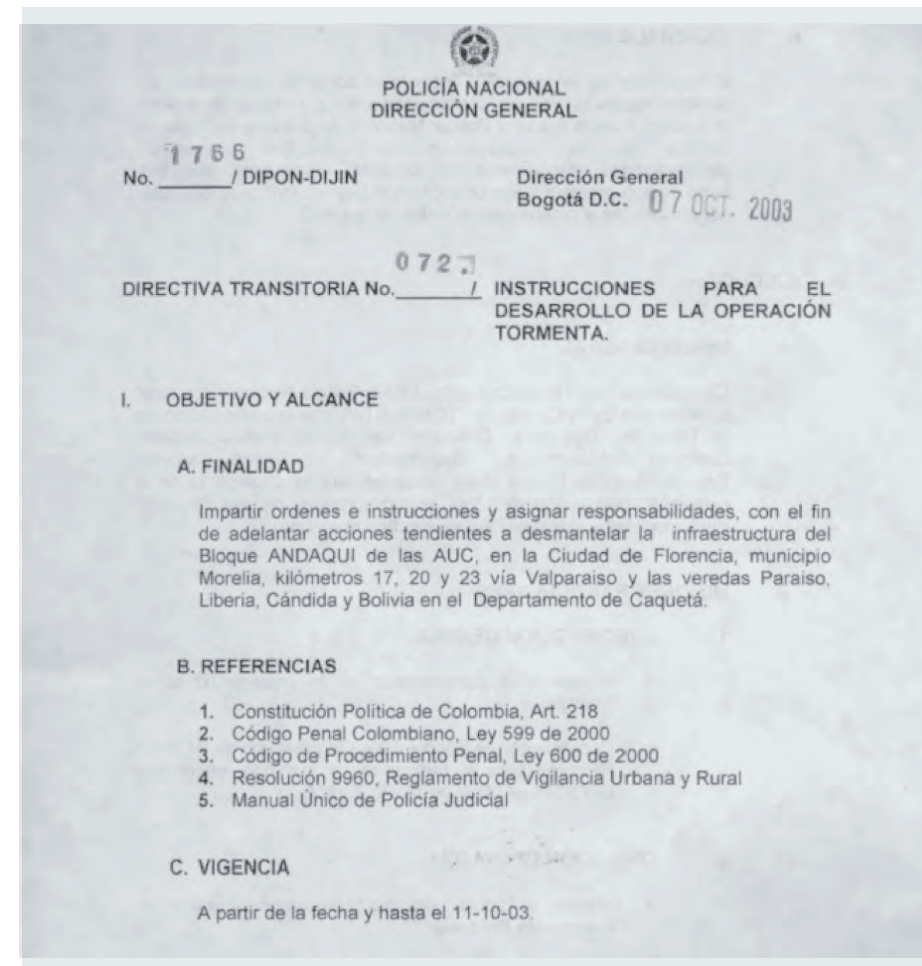 POLICÍA NACIONAL
DIRECCIÓN GENERAL
1766
No. ______/ DIPON-DIJIN
Dirección General
Bogotá D.C. 07 OCT. 2003
072
DIRECTIVA TRANSITORIA No.______/ INSTRUCCIONES PARA EL
DESARROLLO DE LA OPERACIÓN
TORMENTA.
I. OBJETIVO Y ALCANCE
A. FINALIDAD
Impartir ordenes e instrucciones y asignar responsabilidades, con el fin
de adelantar acciones tendientes a desmantelar la infraestructura del
Bloque ANDAQUI de las AUC, en la Ciudad de Florencia, municipio
Morelia, kilómetros 17, 20 y 23 vía Valparaiso y las veredas Paraiso,
Liberia, Cándida y Bolivia en el Departamento de Caquetá.
B. REFERENCIAS
1. Constitución Política de Colombia, Art. 218
2. Código Penal Colombiano, Ley 599 de 2000
3. Código de Procedimiento Penal, Ley 600 de 2000
4. Resolución 9960, Reglamento de Vigilancia Urbana y Rural
5. Manual Único de Policía Judicial
C. VIGENCIA
A partir de la fecha y hasta el 11-10-03.